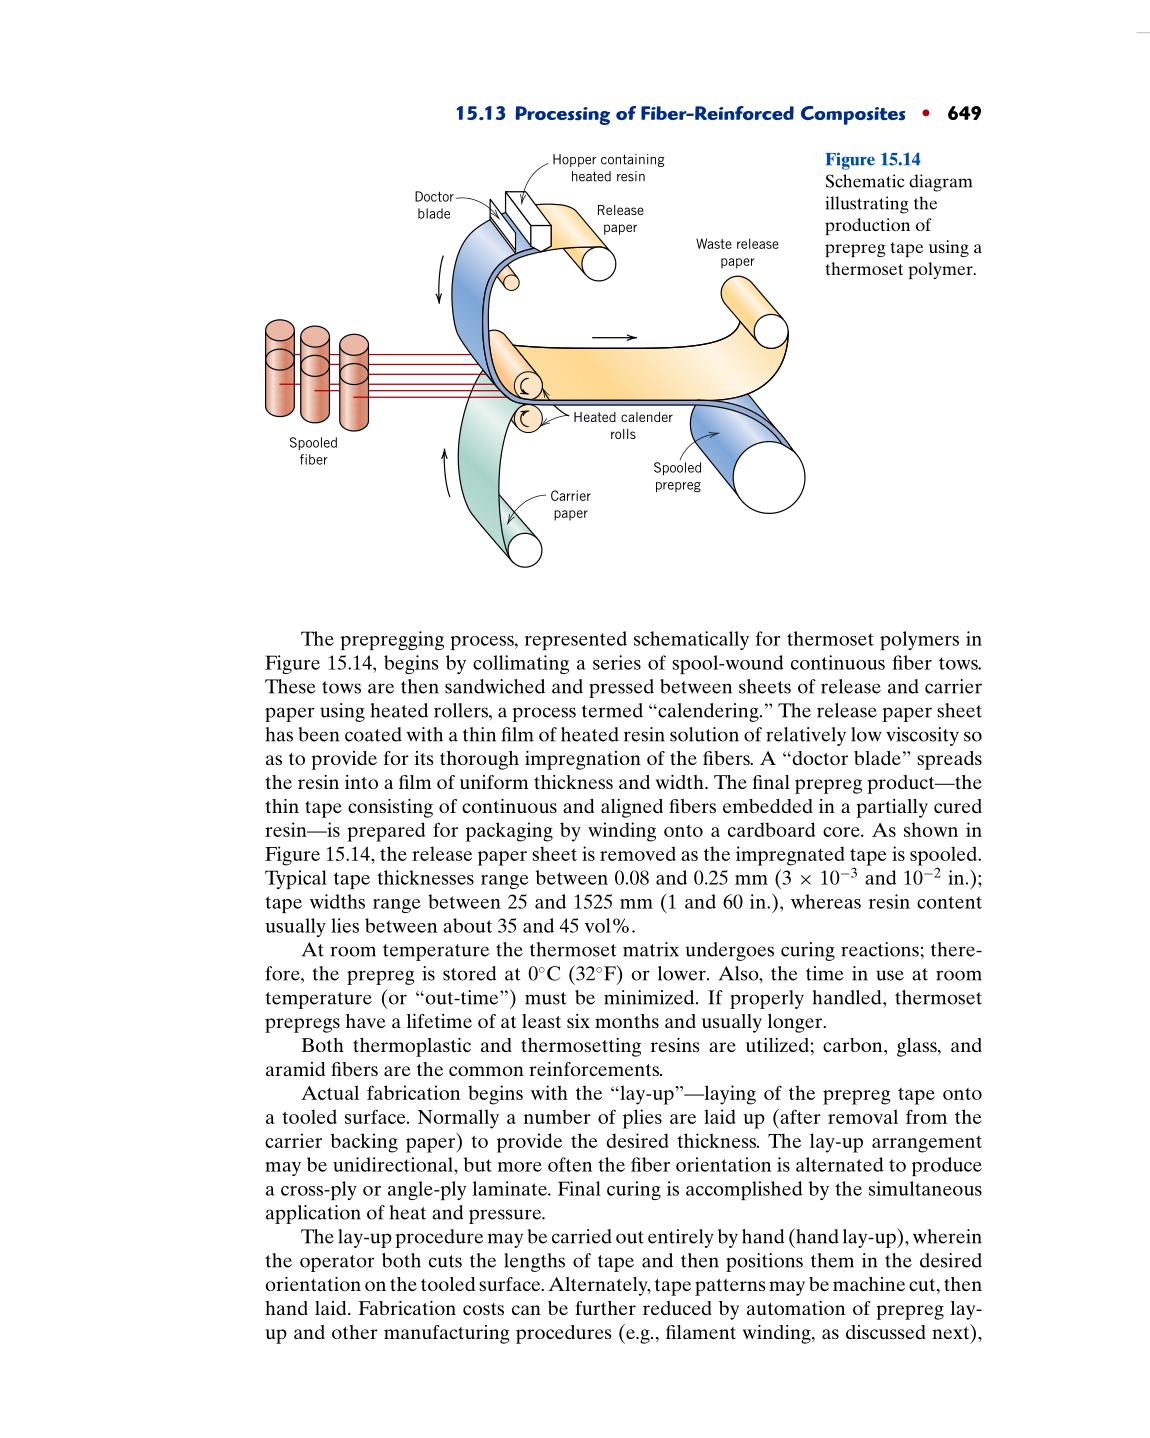 15.13 Processing of Fiber-Reinforced Composites • 649
Hopper containing
heated resin
Doctor
blade
Release
paper
Waste release
paper
Spooled
fiber
Heated calender
rolls
Spooled
prepreg
Carrier
paper
Figure 15.14
Schematic diagram
illustrating the
production of
prepreg tape using a
thermoset polymer.
The prepregging process, represented schematically for thermoset polymers in
Figure 15.14, begins by collimating a series of spool-wound continuous fiber tows.
These tows are then sandwiched and pressed between sheets of release and carrier
paper using heated rollers, a process termed “calendering.” The release paper sheet
has been coated with a thin film of heated resin solution of relatively low viscosity so
as to provide for its thorough impregnation of the fibers. A “doctor blade” spreads
the resin into a film of uniform thickness and width. The final prepreg product—the
thin tape consisting of continuous and aligned fibers embedded in a partially cured
resin—is prepared for packaging by winding onto a cardboard core. As shown in
Figure 15.14, the release paper sheet is removed as the impregnated tape is spooled.
Typical tape thicknesses range between 0.08 and 0.25 mm (3 × 10⁻³ and 10⁻² in.);
tape widths range between 25 and 1525 mm (1 and 60 in.), whereas resin content
usually lies between about 35 and 45 vol%.
At room temperature the thermoset matrix undergoes curing reactions; there-
fore, the prepreg is stored at 0°C (32°F) or lower. Also, the time in use at room
temperature (or “out-time”) must be minimized. If properly handled, thermoset
prepregs have a lifetime of at least six months and usually longer.
Both thermoplastic and thermosetting resins are utilized; carbon, glass, and
aramid fibers are the common reinforcements.
Actual fabrication begins with the “lay-up”—laying of the prepreg tape onto
a tooled surface. Normally a number of plies are laid up (after removal from the
carrier backing paper) to provide the desired thickness. The lay-up arrangement
may be unidirectional, but more often the fiber orientation is alternated to produce
a cross-ply or angle-ply laminate. Final curing is accomplished by the simultaneous
application of heat and pressure.
The lay-up procedure may be carried out entirely by hand (hand lay-up), wherein
the operator both cuts the lengths of tape and then positions them in the desired
orientation on the tooled surface. Alternately, tape patterns may be machine cut, then
hand laid. Fabrication costs can be further reduced by automation of prepreg lay-
up and other manufacturing procedures (e.g., filament winding, as discussed next),